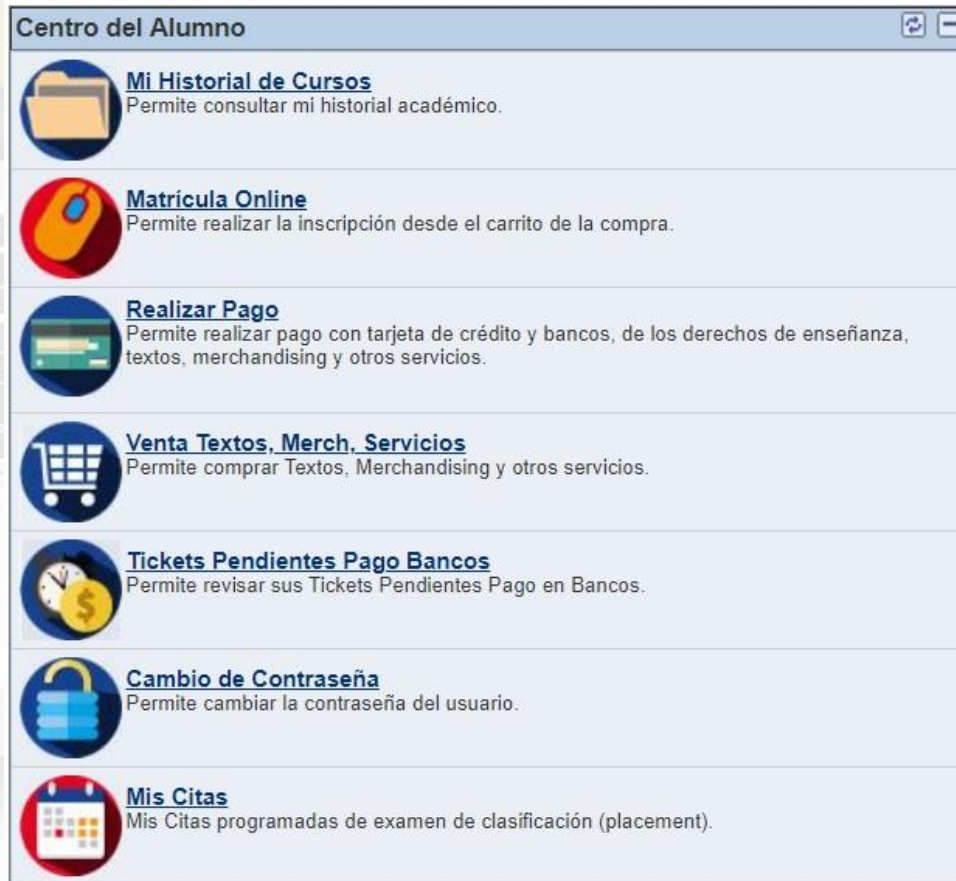 Centro del Alumno
Mi Historial de Cursos
Permite consultar mi historial académico.
Matrícula Online
Permite realizar la inscripción desde el carrito de la compra.
Realizar Pago
Permite realizar pago con tarjeta de crédito y bancos, de los derechos de enseñanza,
textos, merchandising y otros servicios.
Venta Textos, Merch, Servicios
Permite comprar Textos, Merchandising y otros servicios.
Tickets Pendientes Pago Bancos
Permite revisar sus Tickets Pendientes Pago en Bancos.
Cambio de Contraseña
Permite cambiar la contraseña del usuario.
Mis Citas
Mis Citas programadas de examen de clasificación (placement).